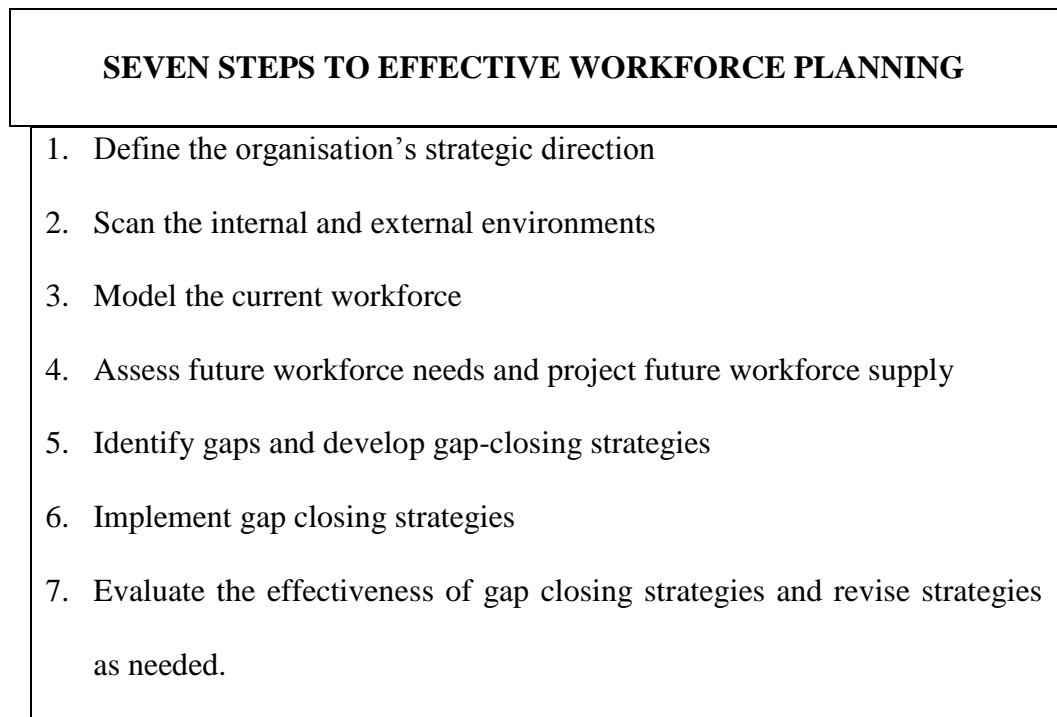 SEVEN STEPS TO EFFECTIVE WORKFORCE PLANNING
1. Define the organisation’s strategic direction
2. Scan the internal and external environments
3. Model the current workforce
4. Assess future workforce needs and project future workforce supply
5. Identify gaps and develop gap-closing strategies
6. Implement gap closing strategies
7. Evaluate the effectiveness of gap closing strategies and revise strategies
as needed.